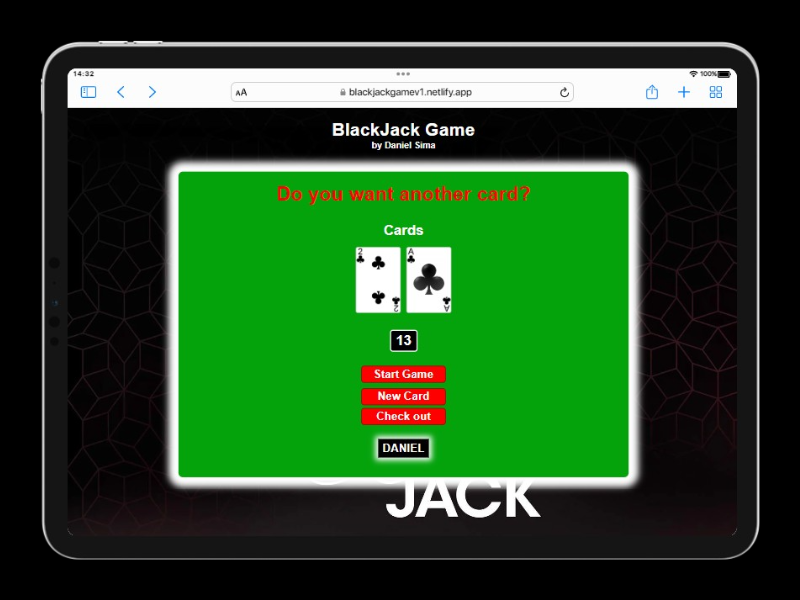 14:32
100%
AA
blackjackgamev1.netlify.app
BlackJack Game
by Daniel Sima
Do you want another card?
Cards
2
A
2
A
13
Start Game
New Card
Check out
DANIEL
JACK